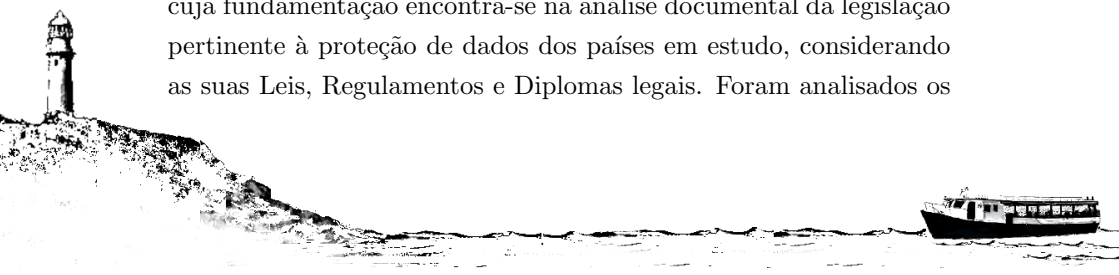 cuja fundamentação encontra-se na análise documental da legislação
pertinente à proteção de dados dos países em estudo, considerando
as suas Leis, Regulamentos e Diplomas legais. Foram analisados os